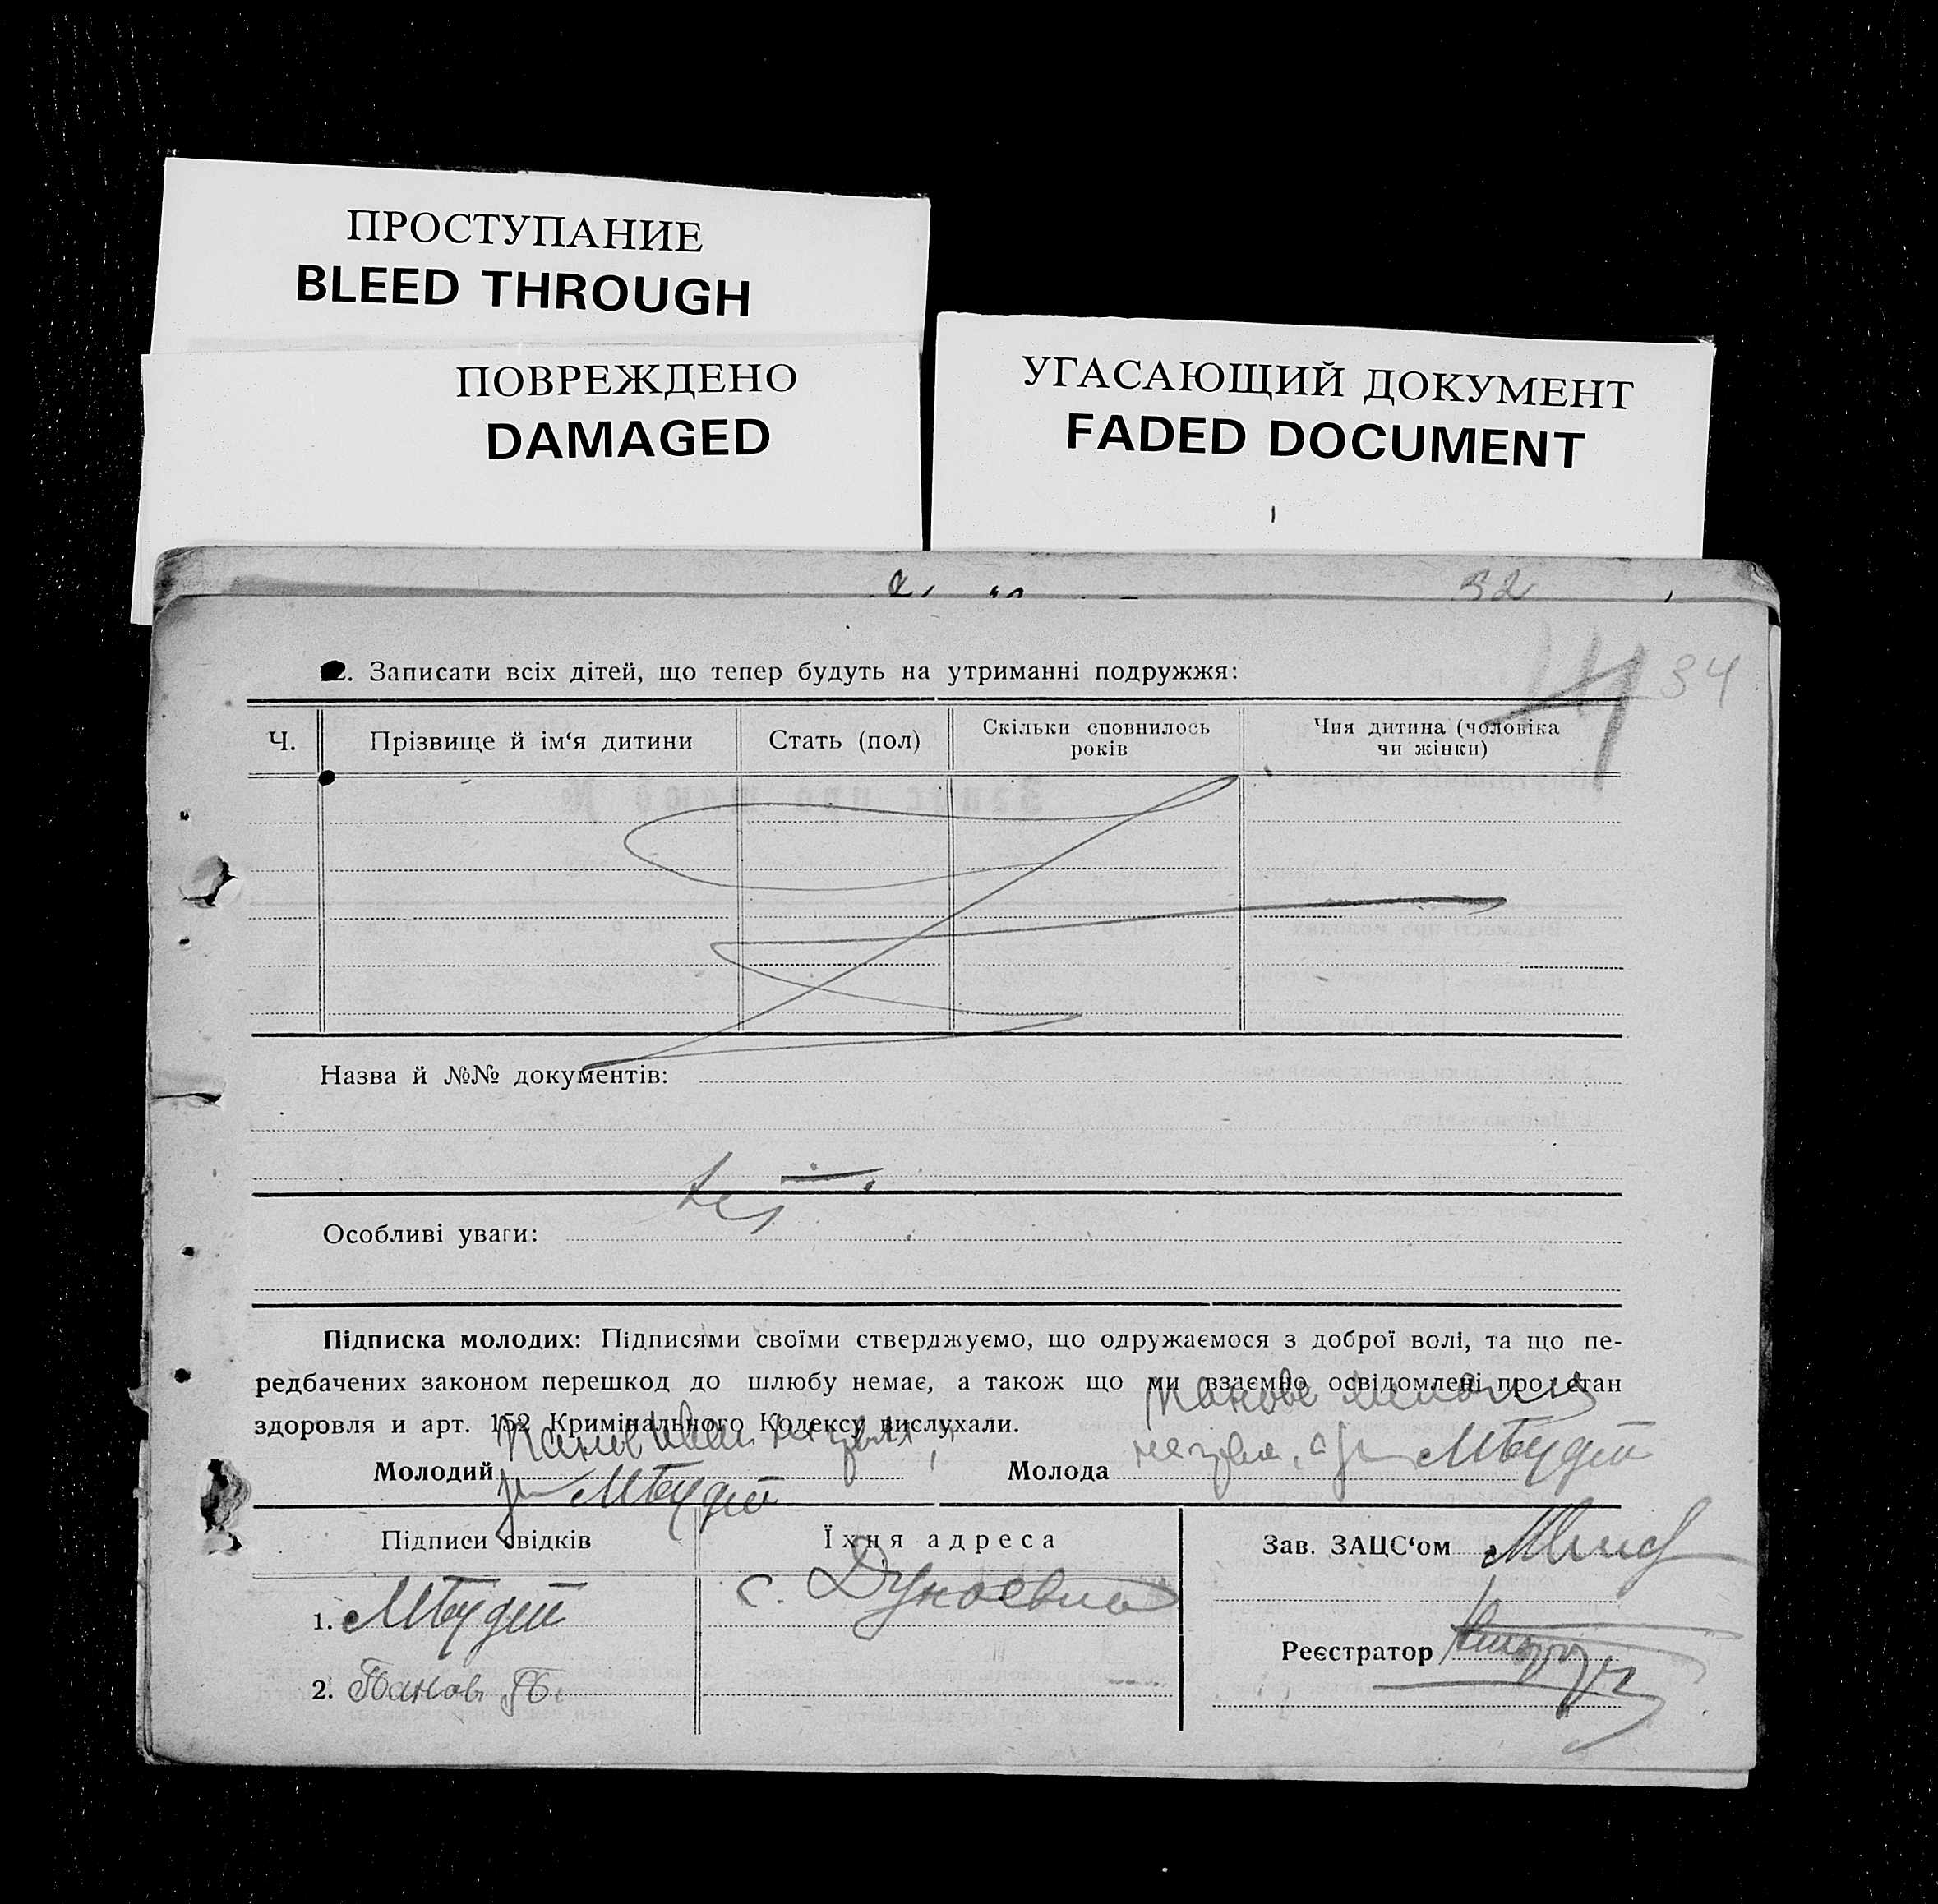 ПРОСТУПАНИЕ
BLEED THROUGH
ПОВРЕЖДЕНО
DAMAGED
УГАСАЮЩИЙ ДОКУМЕНТ
FADED DOCUMENT
32
34
2. Записати всіх дітей, що тепер будуть на утриманні подружжя:
Ч.
Прізвище й ім‘я дитини
Стать (пол)
Скільки сповнилось
років
Чия дитина (чоловіка
чи жінки)
Назва й №№ документів:
Особливі уваги:
Підписка молодих: Підписями своїми стверджуємо, що одружаємося з доброї волі, та що пе-
редбачених законом перешкод до шлюбу немає, а також що ми взаємно освідомлені про стан
здоровля и арт. 152 Кримінального Кодексу вислухали.
Молодий
Молода
Підписи свідків
Їхня адреса
Зав. ЗАЦС‘ом
1.
с.
Реєстратор
2. Панов П.